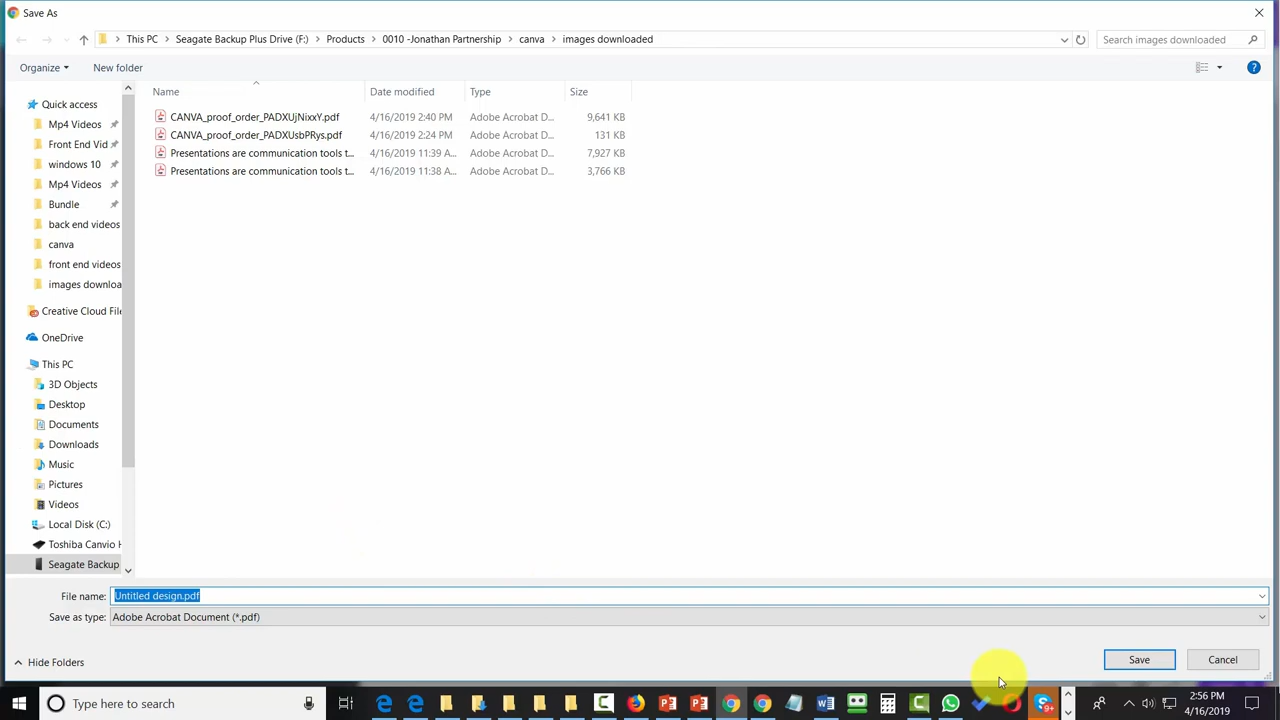 Save As
This PC Seagate Backup Plus Drive (F:) Products 0010 -Jonathan Partnership canva images downloaded Search images downloaded
Organize New folder
Name Date modified Type Size
CANVA_proof_order_PADXUjNixxY.pdf 4/16/2019 2:40 PM Adobe Acrobat D... 9,641 KB
CANVA_proof_order_PADXUsbPRys.pdf 4/16/2019 2:24 PM Adobe Acrobat D... 131 KB
Presentations are communication tools t... 4/16/2019 11:39 A... Adobe Acrobat D... 7,927 KB
Presentations are communication tools t... 4/16/2019 11:38 A... Adobe Acrobat D... 3,766 KB
Quick access
Mp4 Videos
Front End Vid
windows 10
Mp4 Videos
Bundle
back end videos
canva
front end videos
images downloa
Creative Cloud File
OneDrive
This PC
3D Objects
Desktop
Documents
Downloads
Music
Pictures
Videos
Local Disk (C:)
Toshiba Canvio H
Seagate Backup
File name: Untitled design.pdf
Save as type: Adobe Acrobat Document (*.pdf)
Hide Folders Save Cancel
Type here to search 2:56 PM
4/16/2019